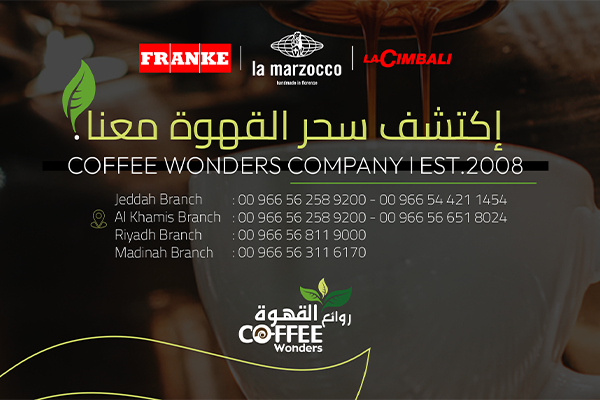 FRANKE
la marzocco
handmade in florence
LACIMBALI
إكتشف سحر القهوة معنا!
COFFEE WONDERS COMPANY | EST.2008
Jeddah Branch : 00 966 56 258 9200 - 00 966 54 421 1454
Al Khamis Branch : 00 966 56 258 9200 - 00 966 56 651 8024
Riyadh Branch : 00 966 56 811 9000
Madinah Branch : 00 966 56 311 6170
روائع القهوة
COFFEE
Wonders